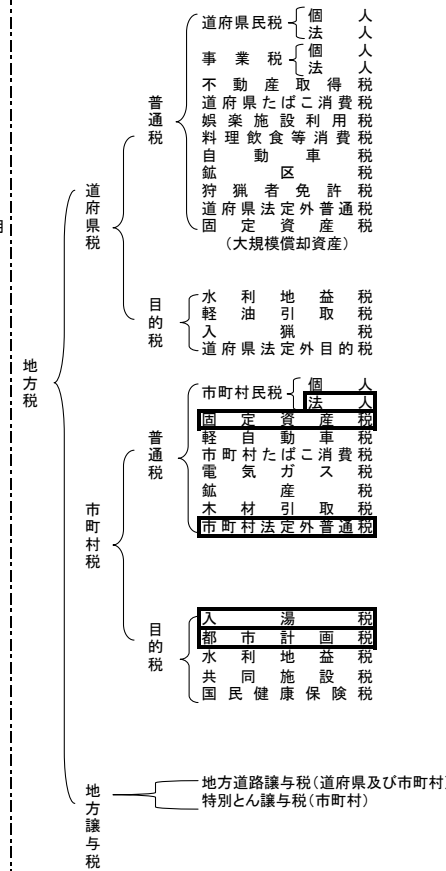 地方税
道府県税
普通税
道府県民税
個人
法人
事業税
個人
法人
不動産取得税
道府県たばこ消費税
娯楽施設利用税
料理飲食等消費税
自動車税
鉱区税
狩猟者免許税
道府県法定外普通税
固定資産税
(大規模償却資産)
目的税
水利地益税
軽油引取税
入猟税
道府県法定外目的税
市町村税
普通税
市町村民税
個人
法人
固定資産税
軽自動車税
市町村たばこ消費税
電気ガス税
鉱産税
木材引取税
市町村法定外普通税
目的税
入湯税
都市計画税
水利地益税
共同施設税
国民健康保険税
地方譲与税
地方道路譲与税(道府県及び市町村)
特別とん譲与税(市町村)